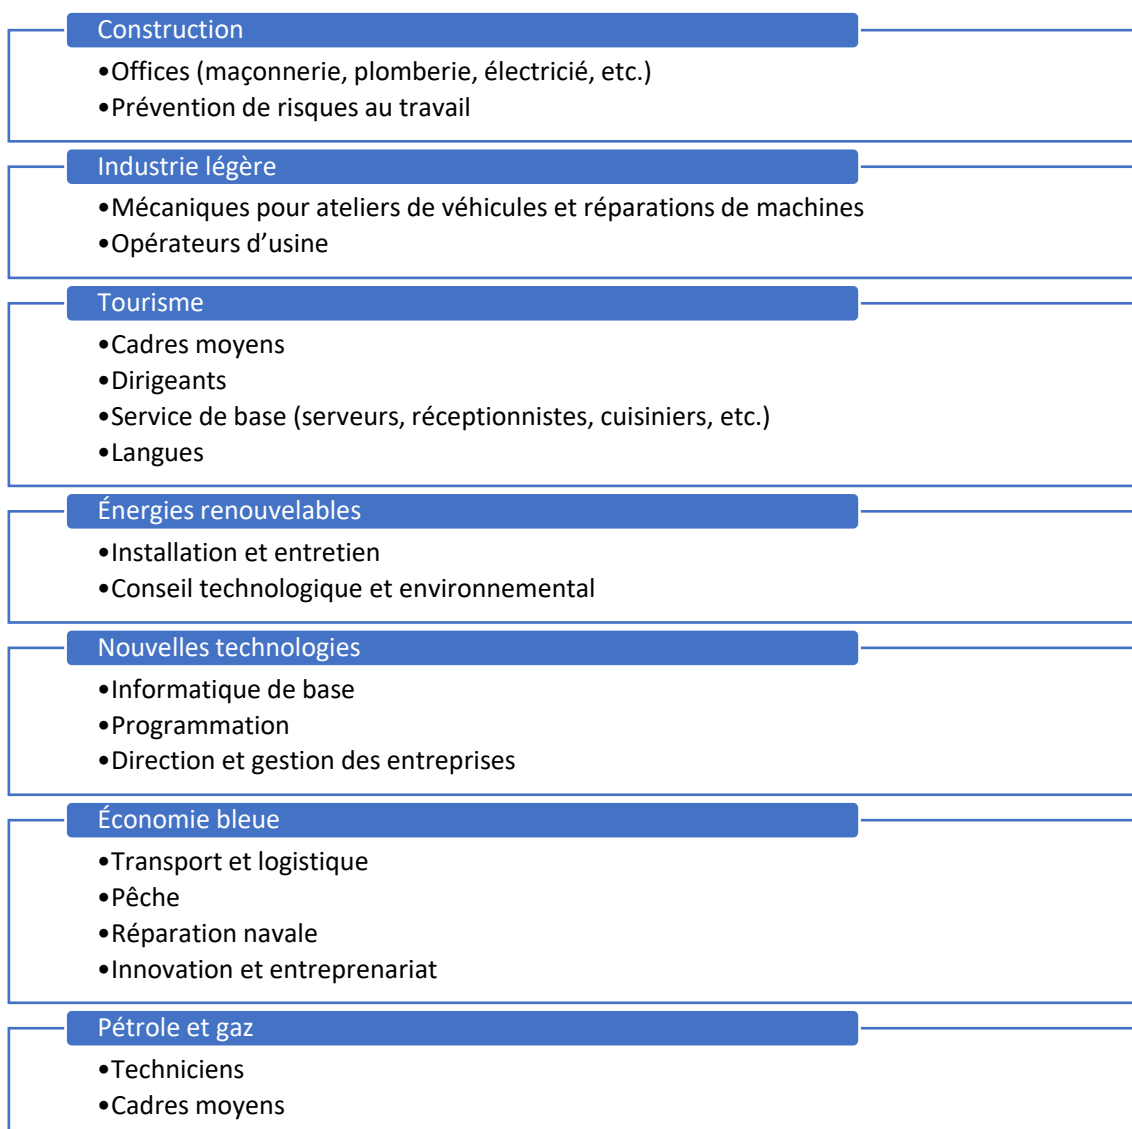 Construction
•Offices (maçonnerie, plomberie, électricié, etc.)
•Prévention de risques au travail
Industrie légère
•Mécaniques pour ateliers de véhicules et réparations de machines
•Opérateurs d’usine
Tourisme
•Cadres moyens
•Dirigeants
•Service de base (serveurs, réceptionnistes, cuisiniers, etc.)
•Langues
Énergies renouvelables
•Installation et entretien
•Conseil technologique et environnemental
Nouvelles technologies
•Informatique de base
•Programmation
•Direction et gestion des entreprises
Économie bleue
•Transport et logistique
•Pêche
•Réparation navale
•Innovation et entreprenariat
Pétrole et gaz
•Techniciens
•Cadres moyens